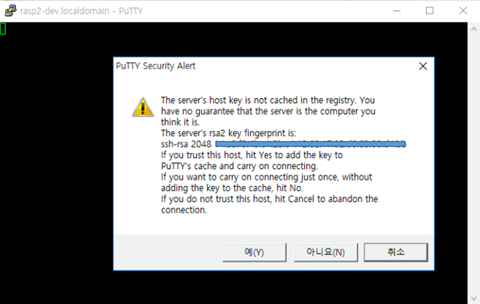 rasp2-dev.localdomain - PuTTY
PuTTY Security Alert
The server's host key is not cached in the registry. You
have no guarantee that the server is the computer you
think it is.
The server's rsa2 key fingerprint is:
ssh-rsa 2048
If you trust this host, hit Yes to add the key to
PuTTY's cache and carry on connecting.
If you want to carry on connecting just once, without
adding the key to the cache, hit No.
If you do not trust this host, hit Cancel to abandon the
connection.
예(Y)
아니요(N)
취소